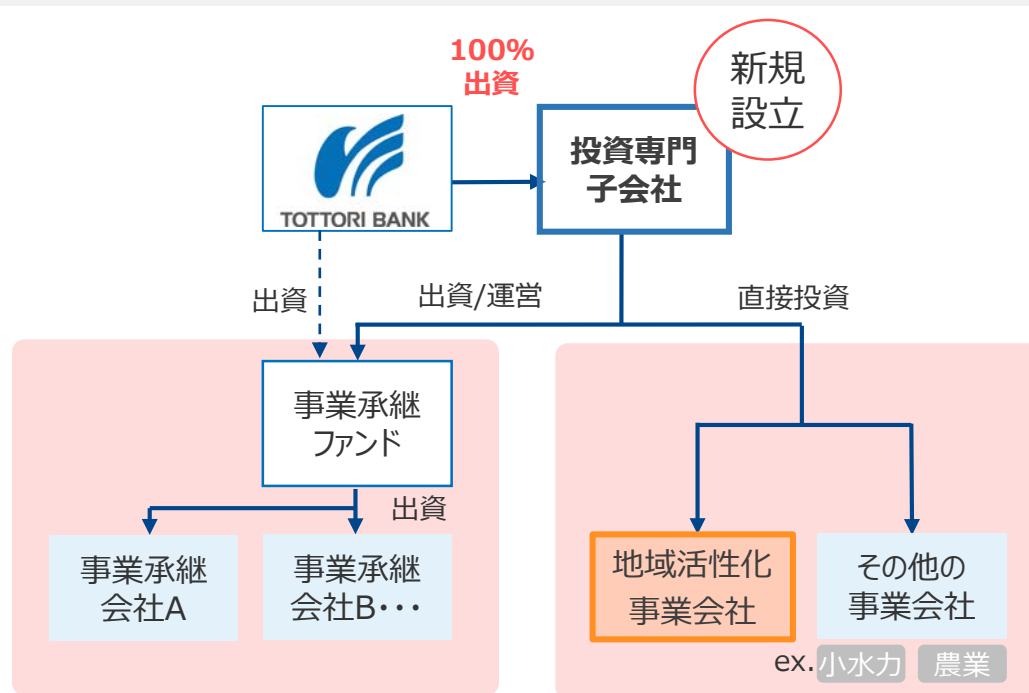 100%
出資
新規
設立
TOTTORI BANK
投資専門
子会社
出資
出資/運営
直接投資
事業承継
ファンド
出資
事業承継
会社A
事業承継
会社B・・・
地域活性化
事業会社
その他の
事業会社
ex.小水力 農業